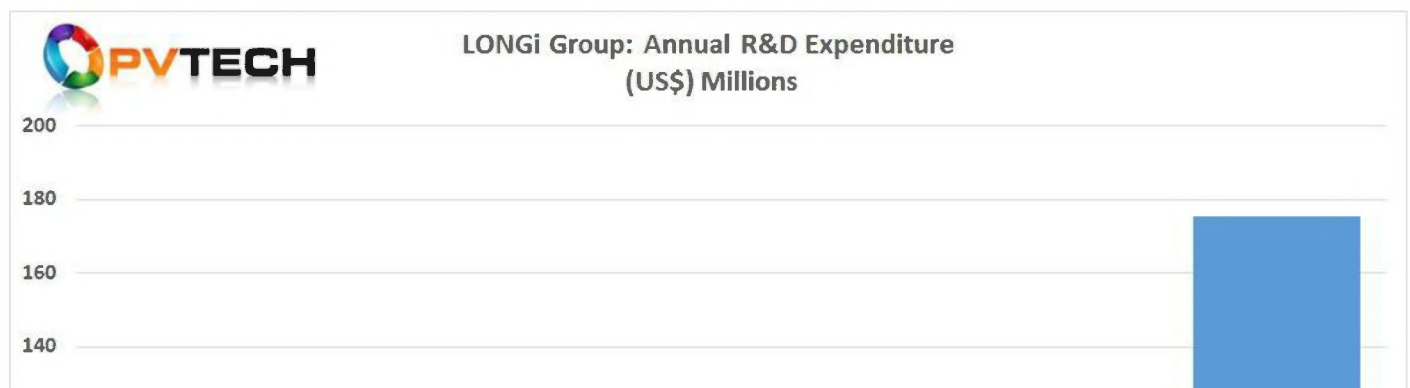 PVTECH
LONGi Group: Annual R&D Expenditure
(US$) Millions
200
180
160
140